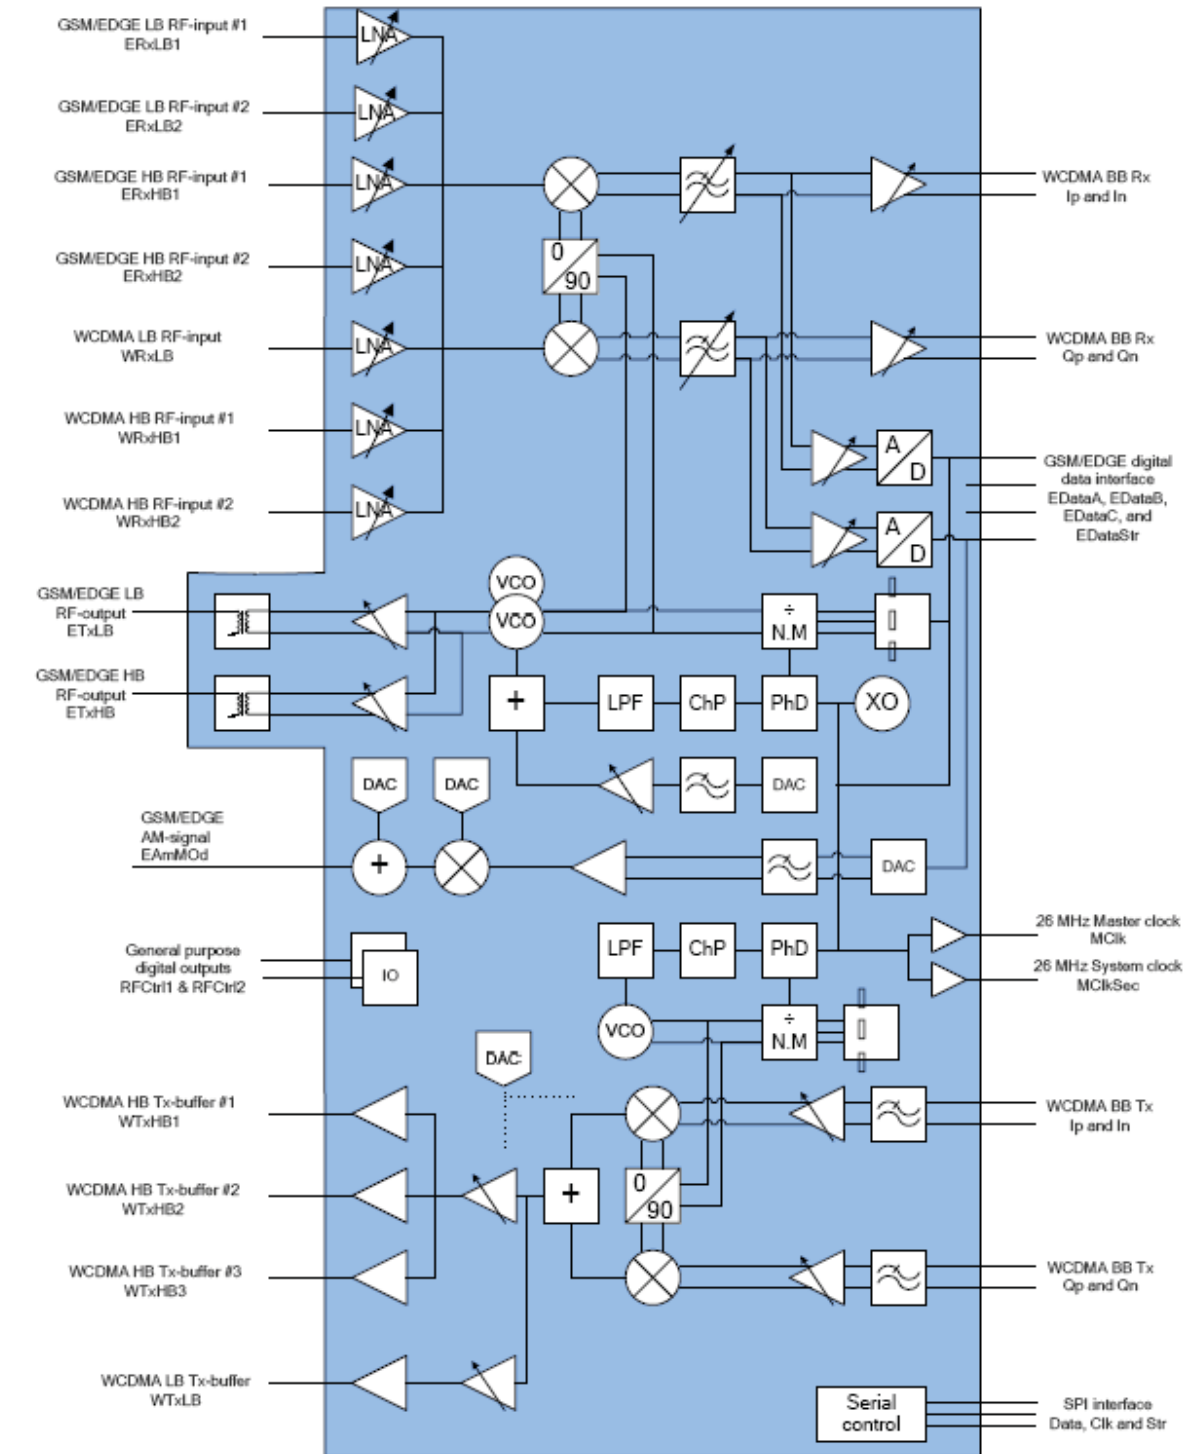 GSM/EDGE LB RF-input #1
ERxLB1
LNA
GSM/EDGE LB RF-input #2
ERxLB2
LNA
GSM/EDGE HB RF-input #1
ERxHB1
LNA
WCDMA BB Rx
Ip and In
GSM/EDGE HB RF-input #2
ERxHB2
LNA
0
90
WCDMA LB RF-input
WRxLB
LNA
WCDMA BB Rx
Qp and Qn
WCDMA HB RF-input #1
WRxHB1
LNA
A
D
GSM/EDGE digital
data interface
EDataA, EDataB,
EDataC, and
EDataStr
WCDMA HB RF-input #2
WRxHB2
LNA
A
D
GSM/EDGE LB
RF-output
ETxLB
VCO
VCO
÷
N.M
GSM/EDGE HB
RF-output
ETxHB
+
LPF
ChP
PhD
XO
DAC
DAC
DAC
GSM/EDGE
AM-signal
EAmMOd
+
DAC
General purpose
digital outputs
RFCtrl1 & RFCtrl2
IO
LPF
ChP
PhD
26 MHz Master clock
MClk
26 MHz System clock
MClkSec
VCO
÷
N.M
DAC
WCDMA HB Tx-buffer #1
WTxHB1
WCDMA BB Tx
Ip and In
WCDMA HB Tx-buffer #2
WTxHB2
+
0
90
WCDMA HB Tx-buffer #3
WTxHB3
WCDMA BB Tx
Qp and Qn
WCDMA LB Tx-buffer
WTxLB
Serial
control
SPI interface
Data, Clk and Str